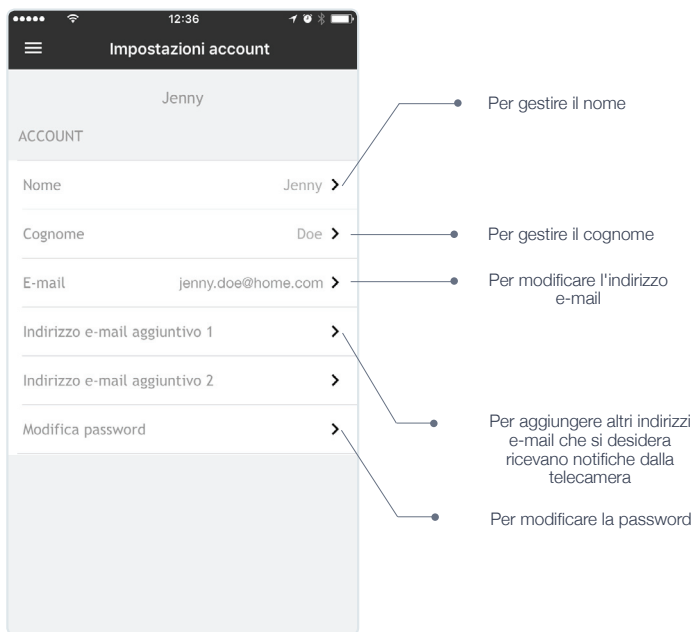 12:36
Impostazioni account
Jenny
ACCOUNT
Nome Jenny
Cognome Doe
E-mail jenny.doe@home.com
Indirizzo e-mail aggiuntivo 1
Indirizzo e-mail aggiuntivo 2
Modifica password
Per gestire il nome
Per gestire il cognome
Per modificare l'indirizzo
e-mail
Per aggiungere altri indirizzi
e-mail che si desidera
ricevano notifiche dalla
telecamera
Per modificare la password